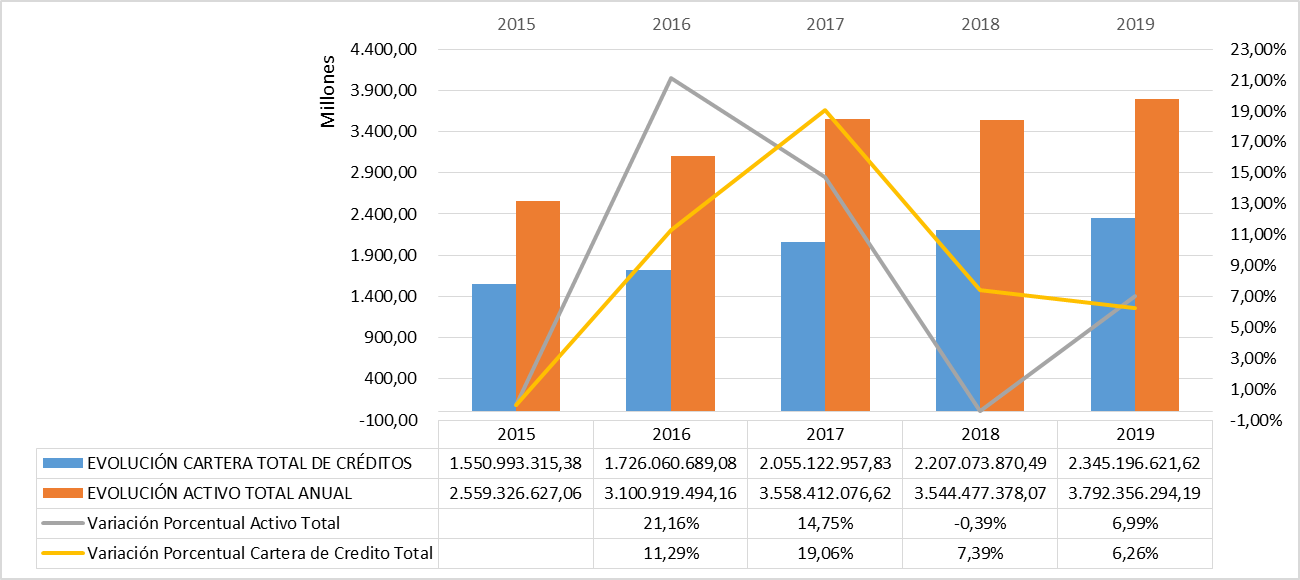 2015 2016 2017 2018 2019
Millones
4.400,00 23,00%
3.900,00 21,00%
3.400,00 19,00%
2.900,00 17,00%
2.400,00 15,00%
1.900,00 13,00%
1.400,00 11,00%
900,00 9,00%
400,00 7,00%
-100,00 5,00%
3,00%
1,00%
-1,00%
2015 2016 2017 2018 2019
EVOLUCIÓN CARTERA TOTAL DE CRÉDITOS 1.550.993.315,38 1.726.060.689,08 2.055.122.957,83 2.207.073.870,49 2.345.196.621,62
EVOLUCIÓN ACTIVO TOTAL ANUAL 2.559.326.627,06 3.100.919.494,16 3.558.412.076,62 3.544.477.378,07 3.792.356.294,19
Variación Porcentual Activo Total 21,16% 14,75% -0,39% 6,99%
Variación Porcentual Cartera de Credito Total 11,29% 19,06% 7,39% 6,26%